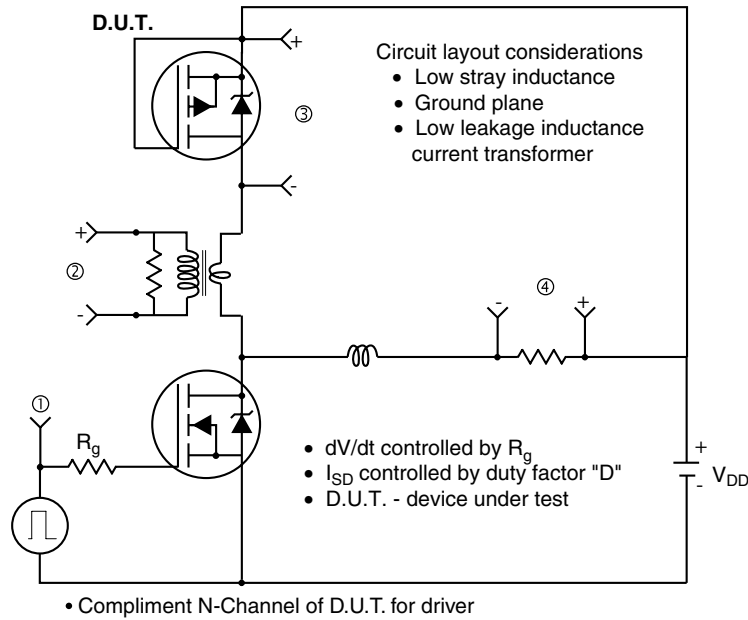 D.U.T.
+
Circuit layout considerations
• Low stray inductance
• Ground plane
• Low leakage inductance
current transformer
③
-
+
②
-
④
-
+
①
Rg
• dV/dt controlled by Rg
• ISD controlled by duty factor "D"
• D.U.T. - device under test
+
VDD
-
• Compliment N-Channel of D.U.T. for driver